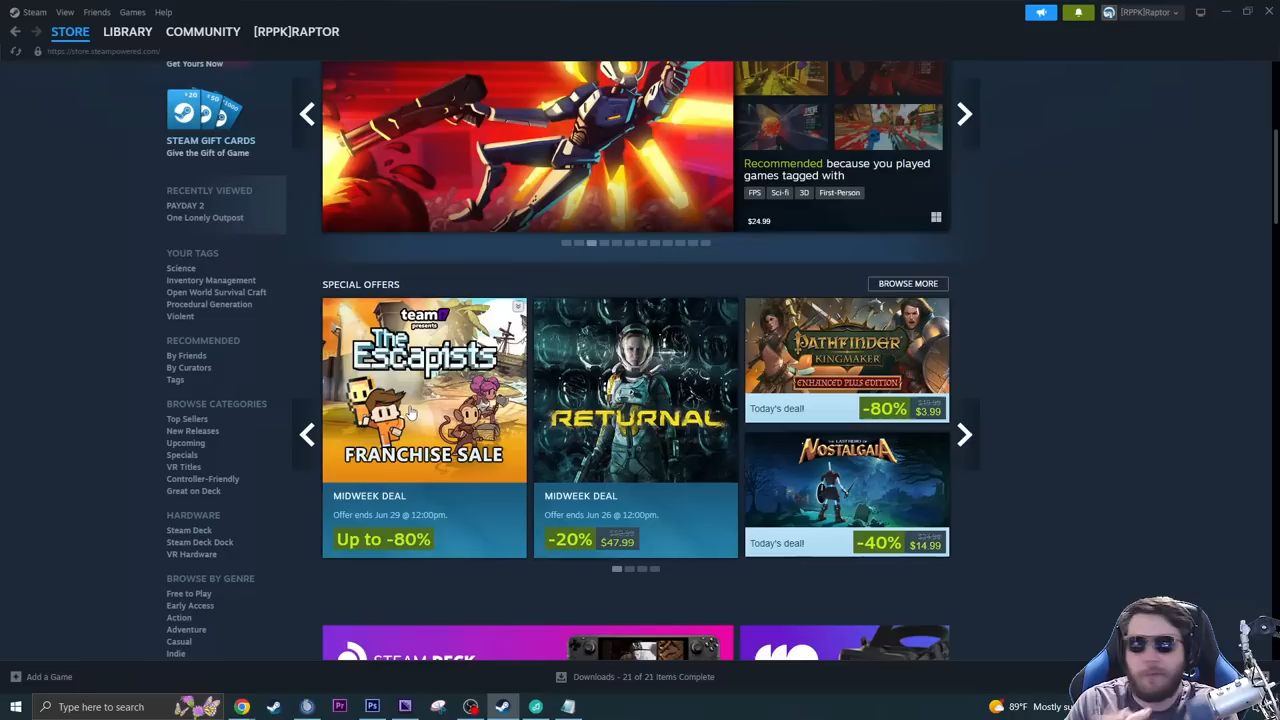 Steam View Friends Games Help
[RPPK]Raptor
STORE LIBRARY COMMUNITY [RPPK]RAPTOR
https://store.steampowered.com/
Get Yours Now
STEAM GIFT CARDS
Give the Gift of Game
RECENTLY VIEWED
PAYDAY 2
One Lonely Outpost
YOUR TAGS
Science
Inventory Management
Open World Survival Craft
Procedural Generation
Violent
RECOMMENDED
By Friends
By Curators
Tags
BROWSE CATEGORIES
Top Sellers
New Releases
Upcoming
Specials
VR Titles
Controller-Friendly
Great on Deck
HARDWARE
Steam Deck
Steam Deck Dock
VR Hardware
BROWSE BY GENRE
Free to Play
Early Access
Action
Adventure
Casual
Indie
Recommended because you played
games tagged with
FPS Sci-fi 3D First-Person
$24.99
SPECIAL OFFERS
BROWSE MORE
team17
presents
The
Escapists
FRANCHISE SALE
MIDWEEK DEAL
Offer ends Jun 29 @ 12:00pm.
Up to -80%
RETURNAL
MIDWEEK DEAL
Offer ends Jun 26 @ 12:00pm.
-20% $47.99
PATHFINDER
KINGMAKER
ENHANCED PLUS EDITION
Today's deal! -80% $3.99
THE LAST HERO OF
NOSTALGAIA
Today's deal! -40% $14.99
STEAM DECK
Add a Game
Downloads - 21 of 21 Items Complete
Type here to search
89°F Mostly su